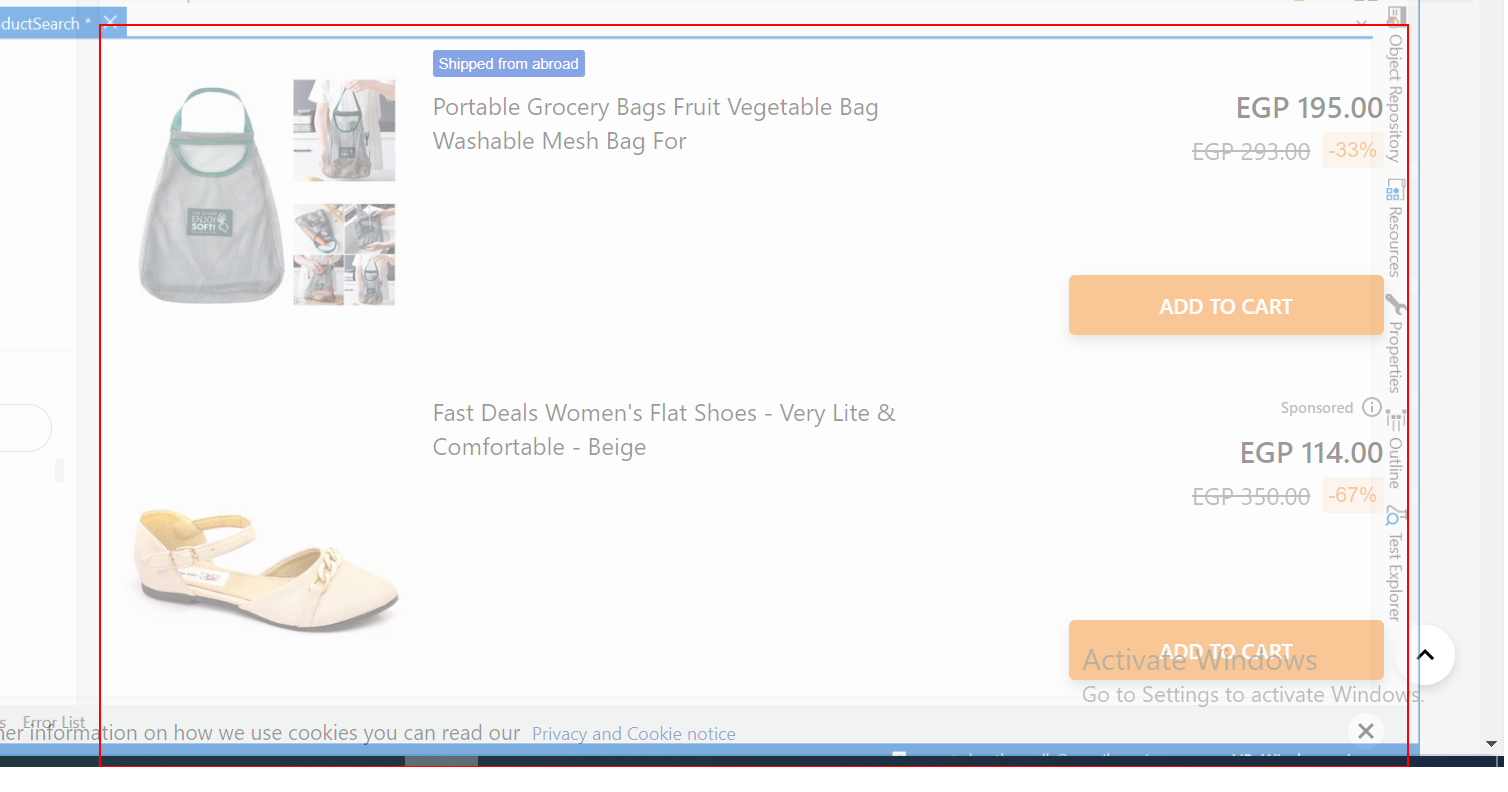 ductSearch *
Shipped from abroad
Portable Grocery Bags Fruit Vegetable Bag
Washable Mesh Bag For
EGP 195.00
EGP 293.00 -33%
ENJOY
SOFT!
ADD TO CART
Fast Deals Women's Flat Shoes - Very Lite &
Comfortable - Beige
Sponsored
EGP 114.00
EGP 350.00 -67%
ADD TO CART
Object Repository
Resources
Properties
Outline
Test Explorer
Activate Windows
Go to Settings to activate Windows.
s Error List
her information on how we use cookies you can read our Privacy and Cookie notice